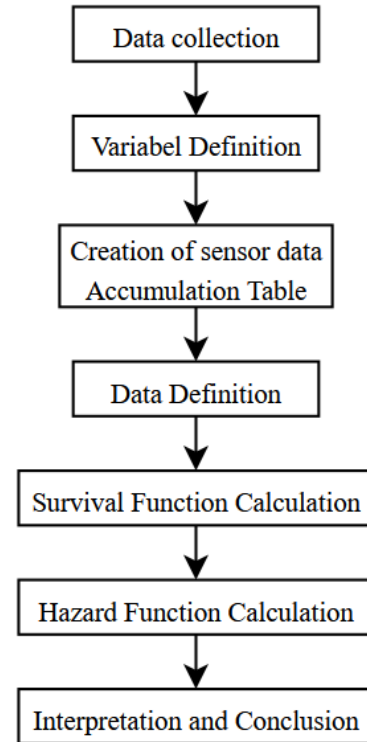 Data collection
Variabel Definition
Creation of sensor data
Accumulation Table
Data Definition
Survival Function Calculation
Hazard Function Calculation
Interpretation and Conclusion